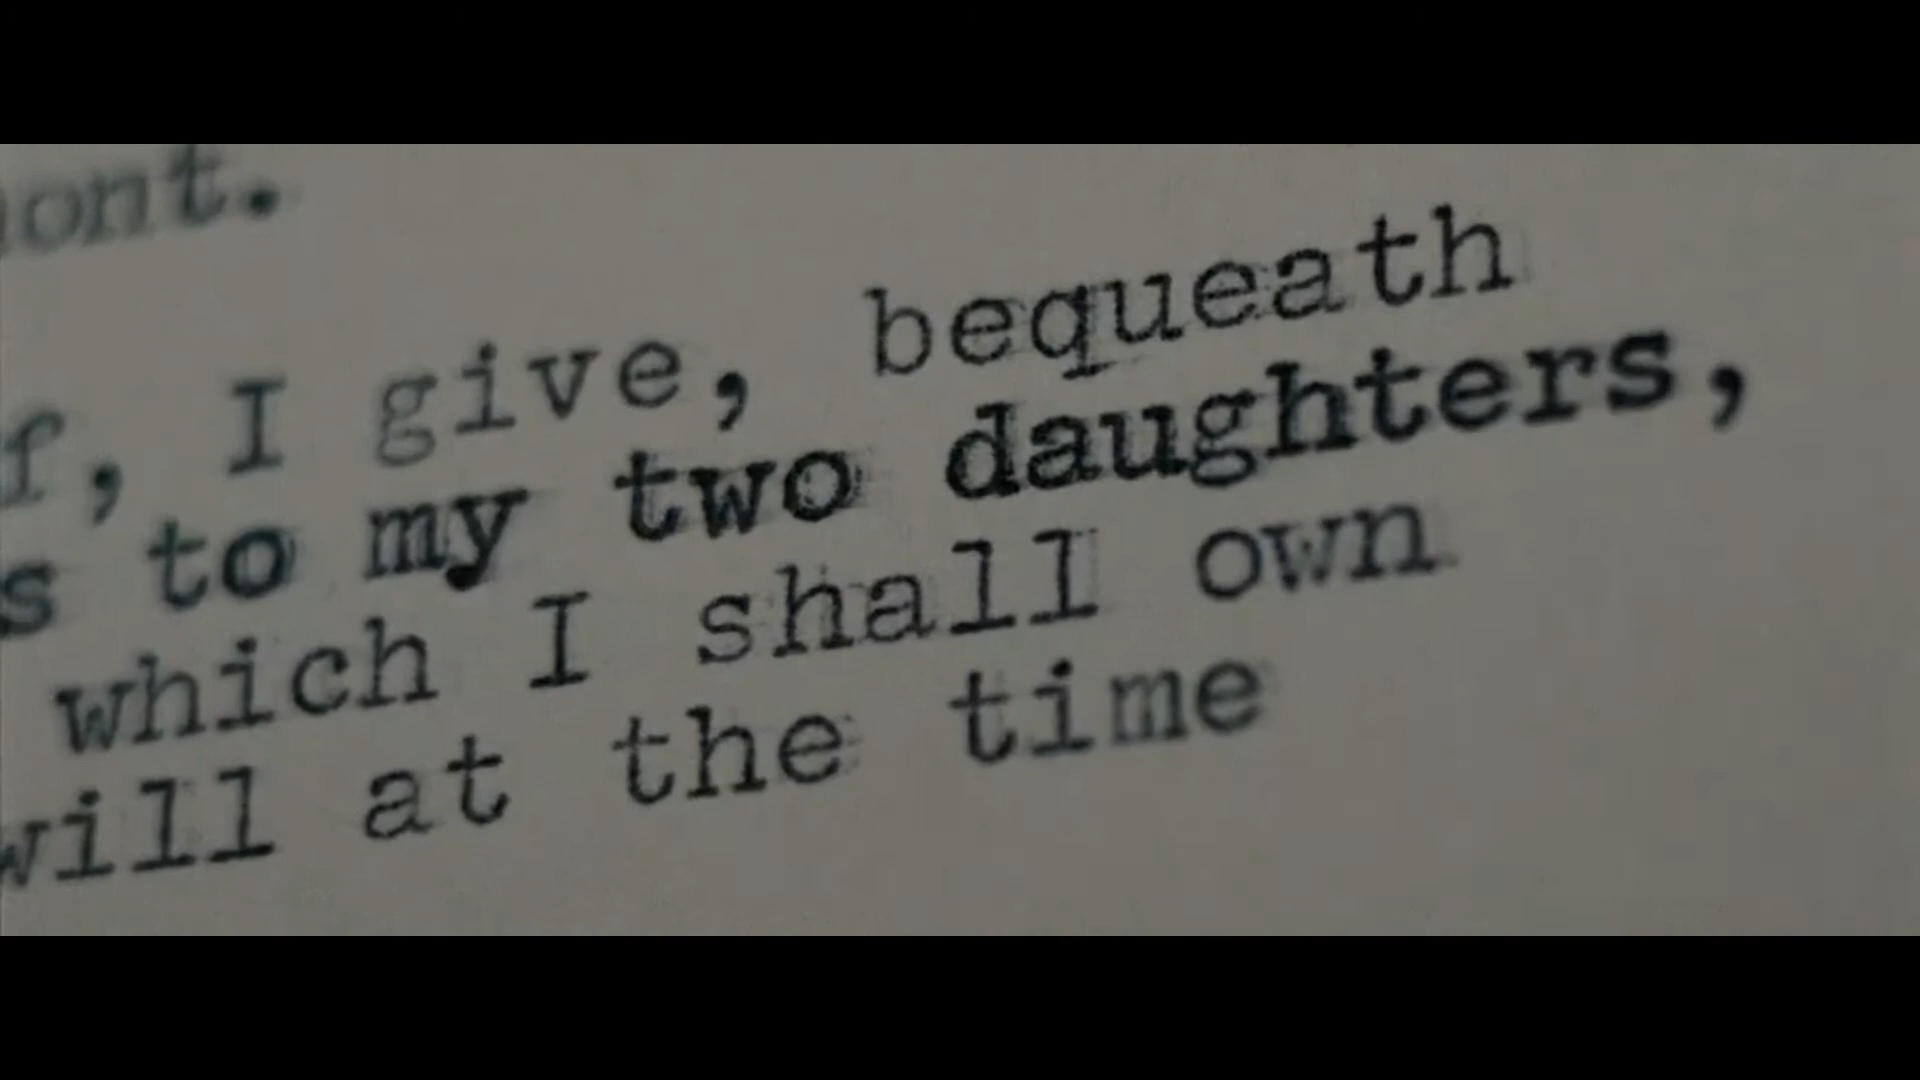 ont.
f, I give, bequeath
s to my two daughters,
which I shall own
will at the time